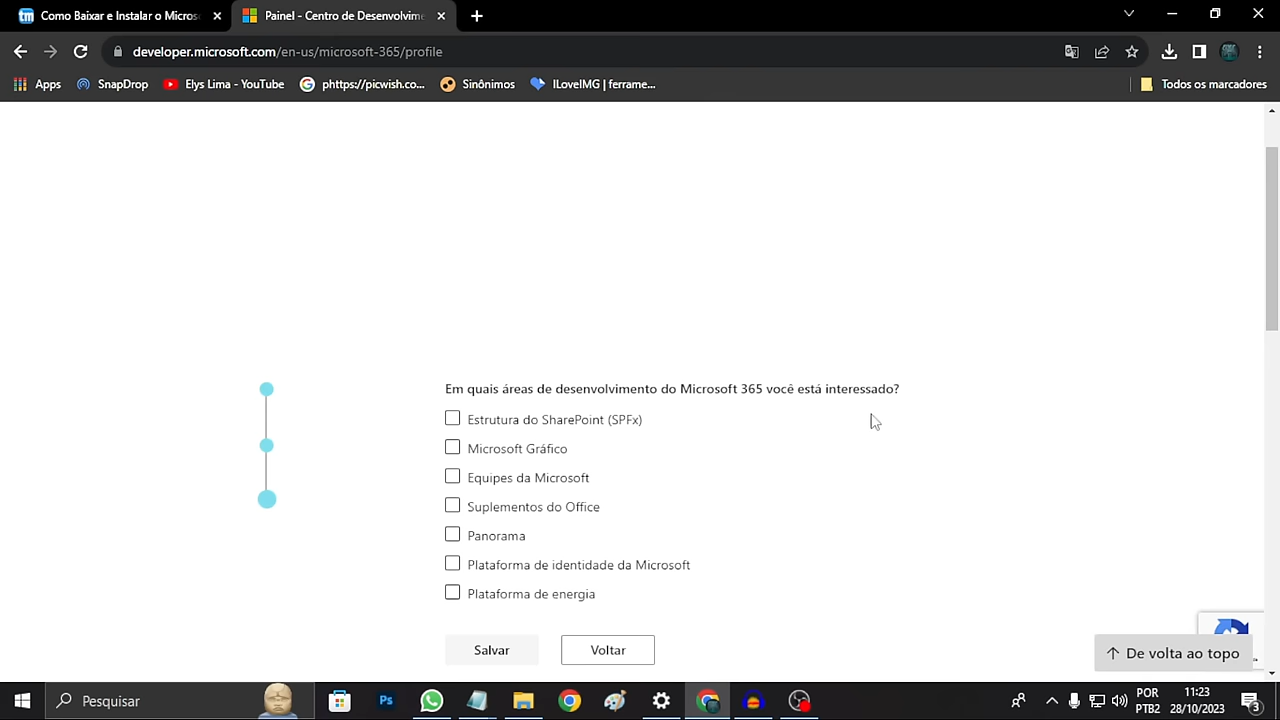 Como Baixar e Instalar o Micros
Painel - Centro de Desenvolvime
developer.microsoft.com/en-us/microsoft-365/profile
Apps
SnapDrop
Elys Lima - YouTube
phttps://picwish.co...
Sinônimos
ILoveIMG | ferrame...
Todos os marcadores
Em quais áreas de desenvolvimento do Microsoft 365 você está interessado?
Estrutura do SharePoint (SPFx)
Microsoft Gráfico
Equipes da Microsoft
Suplementos do Office
Panorama
Plataforma de identidade da Microsoft
Plataforma de energia
Salvar
Voltar
De volta ao topo
Pesquisar
Ps
POR
PTB2
11:23
28/10/2023
3